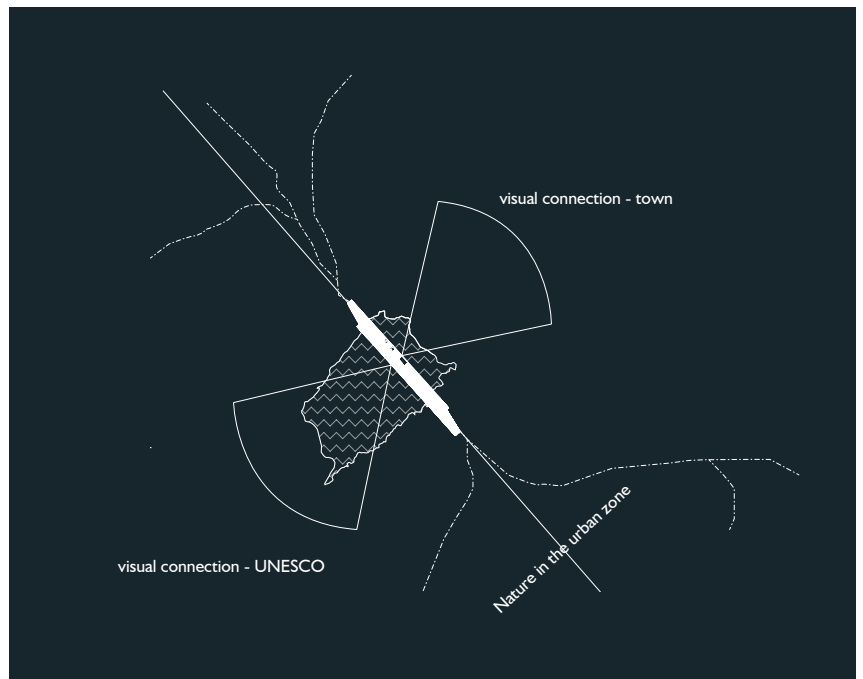 visual connection - town
visual connection - UNESCO
Nature in the urban zone